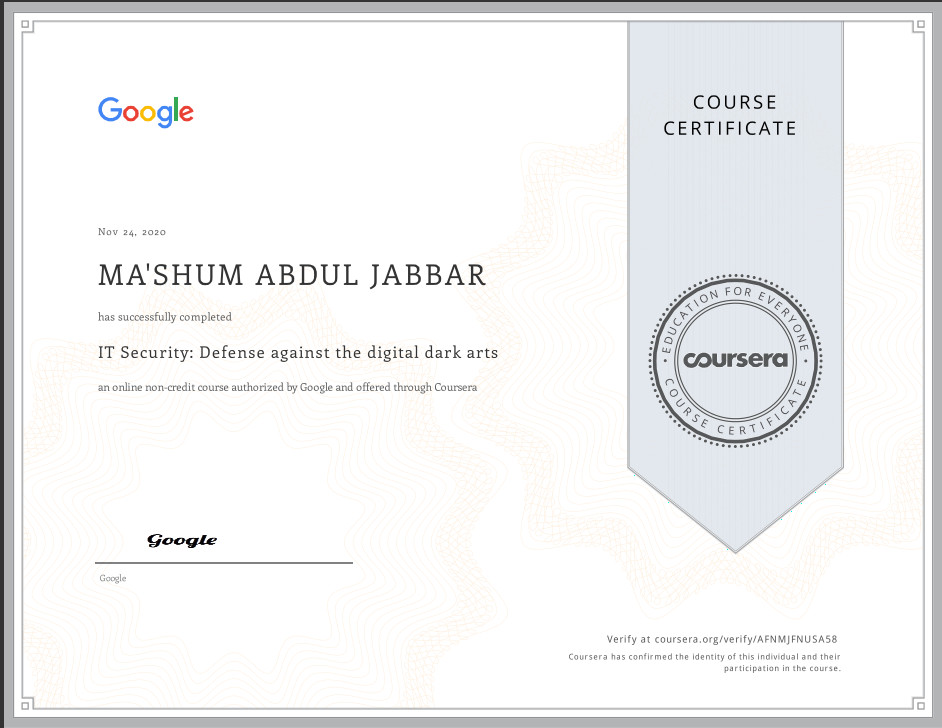 Google
COURSE
CERTIFICATE
Nov 24, 2020
MA'SHUM ABDUL JABBAR
has successfully completed
IT Security: Defense against the digital dark arts
an online non-credit course authorized by Google and offered through Coursera
EDUCATION FOR EVERYONE
coursera
COURSE CERTIFICATE
Google
Google
Verify at coursera.org/verify/AFNMJFNUSA58
Coursera has confirmed the identity of this individual and their
participation in the course.